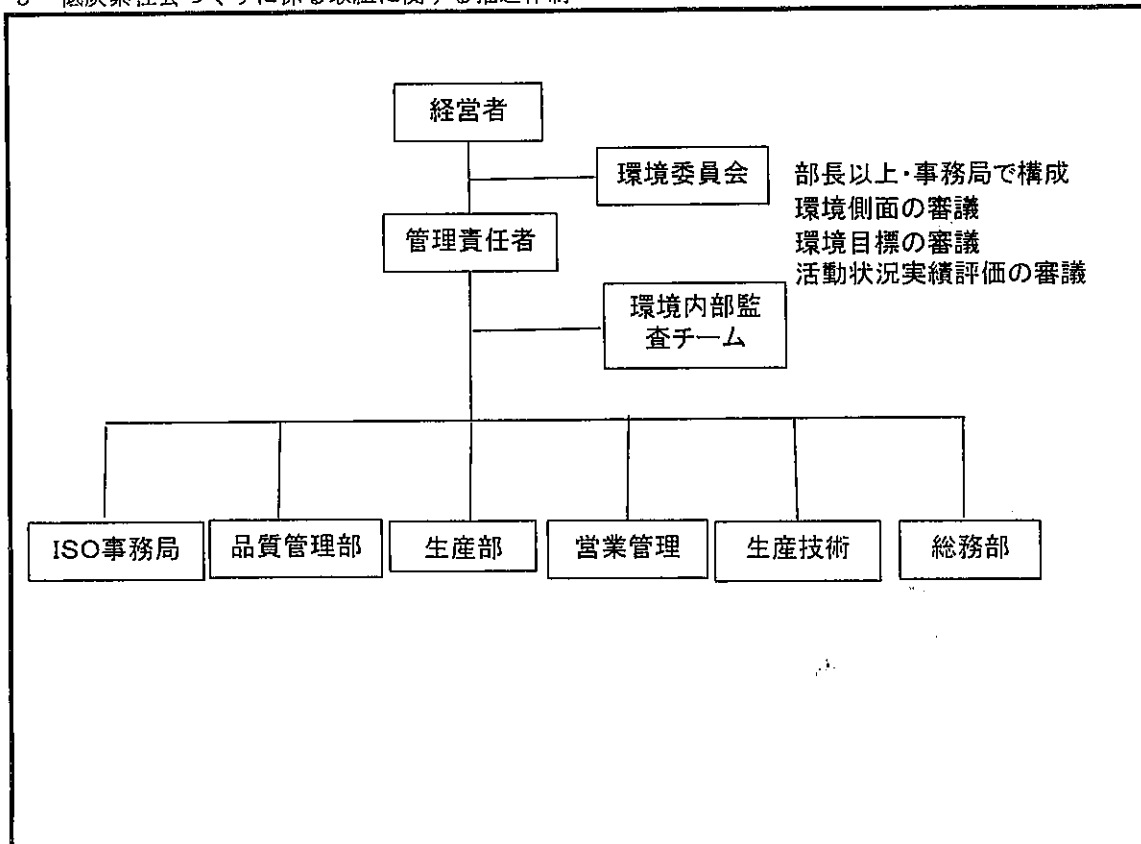 経営者
環境委員会
部長以上・事務局で構成
環境側面の審議
環境目標の審議
活動状況実績評価の審議
管理責任者
環境内部監
査チーム
ISO事務局
品質管理部
生産部
営業管理
生産技術
総務部